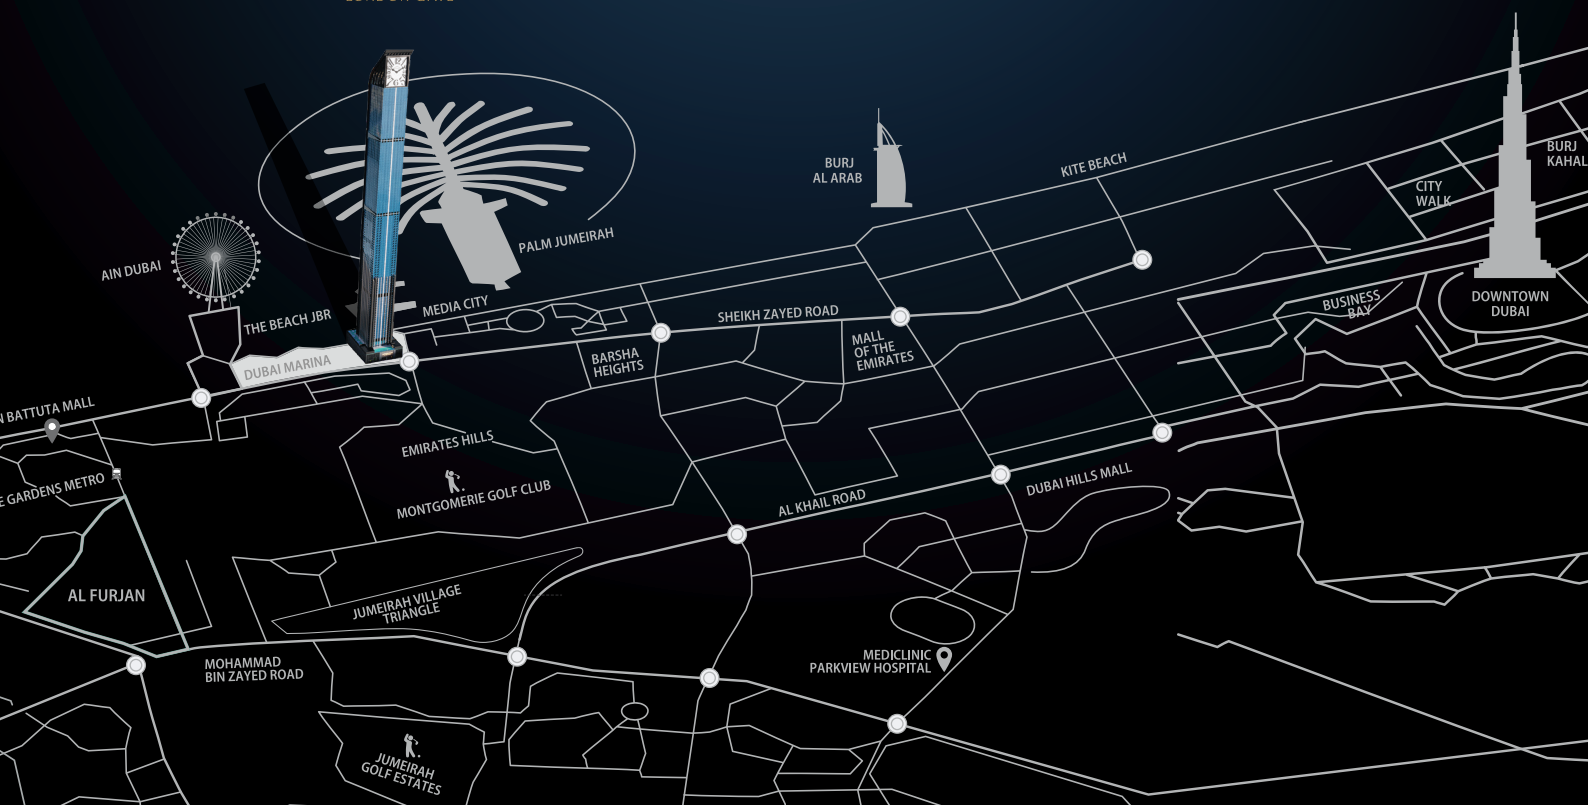 BURJ
AL ARAB
KITE BEACH
BURJ
CITY
WALK
PALM JUMEIRAH
AIN DUBAI
MEDIA CITY
THE BEACH JBR
SHEIKH ZAYED ROAD
BUSINESS
BAY
DOWNTOWN
DUBAI
DUBAI MARINA
BARSHA
HEIGHTS
MALL
OF THE
EMIRATES
BATTUTA MALL
EMIRATES HILLS
MONTGOMERIE GOLF CLUB
GARDENS METRO
AL KHAIL ROAD
DUBAI HILLS MALL
AL FURJAN
JUMEIRAH VILLAGE
TRIANGLE
MOHAMMAD
BIN ZAYED ROAD
MEDICLINIC
PARKVIEW HOSPITAL
JUMEIRAH
GOLF ESTATES